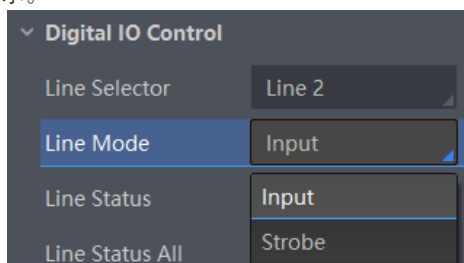 Digital IO Control
Line Selector Line 2
Line Mode Input
Line Status Input
Line Status All Strobe